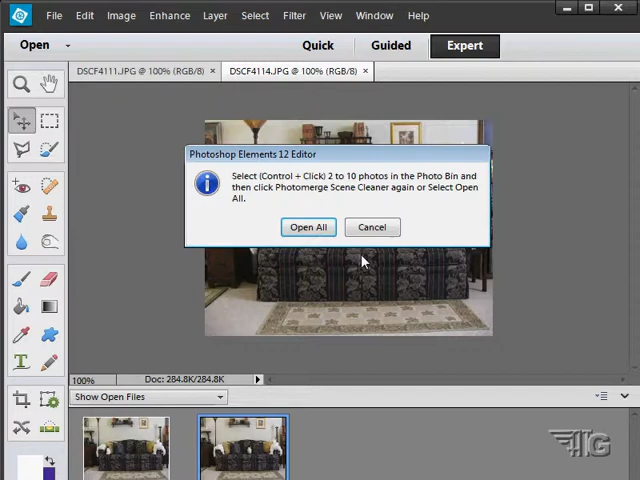 File Edit Image Enhance Layer Select Filter View Window Help
Open Quick Guided Expert
DSCF4111.JPG @ 100% (RGB/8) × DSCF4114.JPG @ 100% (RGB/8) ×
Photoshop Elements 12 Editor
Select (Control + Click) 2 to 10 photos in the Photo Bin and
then click Photomerge Scene Cleaner again or Select Open
All.
Open All Cancel
T
100% Doc: 284.8K/284.8K
Show Open Files